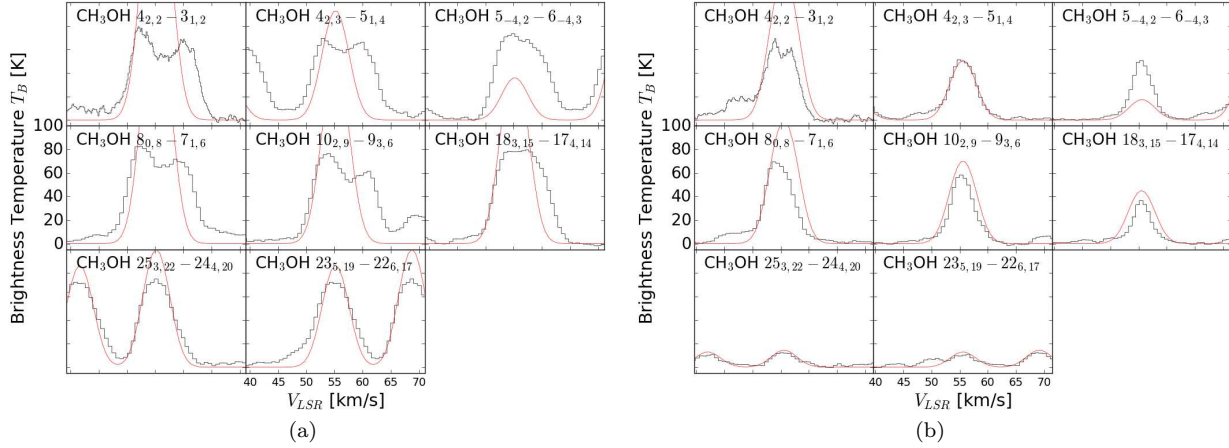 CH₃OH 4₂,₂ − 3₁,₂
CH₃OH 4₂,₃ − 5₁,₄
CH₃OH 5₋₄,₂ − 6₋₄,₃
CH₃OH 8₀,₈ − 7₁,₆
CH₃OH 10₂,₉ − 9₃,₆
CH₃OH 18₃,₁₅ − 17₄,₁₄
CH₃OH 25₃,₂₂ − 24₄,₂₀
CH₃OH 23₅,₁₉ − 22₆,₁₇
Brightness Temperature T_B [K]
100
80
60
40
20
0
40 45 50 55 60 65 70
V_LSR [km/s]
(a)
CH₃OH 4₂,₂ − 3₁,₂
CH₃OH 4₂,₃ − 5₁,₄
CH₃OH 5₋₄,₂ − 6₋₄,₃
CH₃OH 8₀,₈ − 7₁,₆
CH₃OH 10₂,₉ − 9₃,₆
CH₃OH 18₃,₁₅ − 17₄,₁₄
CH₃OH 25₃,₂₂ − 24₄,₂₀
CH₃OH 23₅,₁₉ − 22₆,₁₇
Brightness Temperature T_B [K]
100
80
60
40
20
0
40 45 50 55 60 65 70
V_LSR [km/s]
(b)